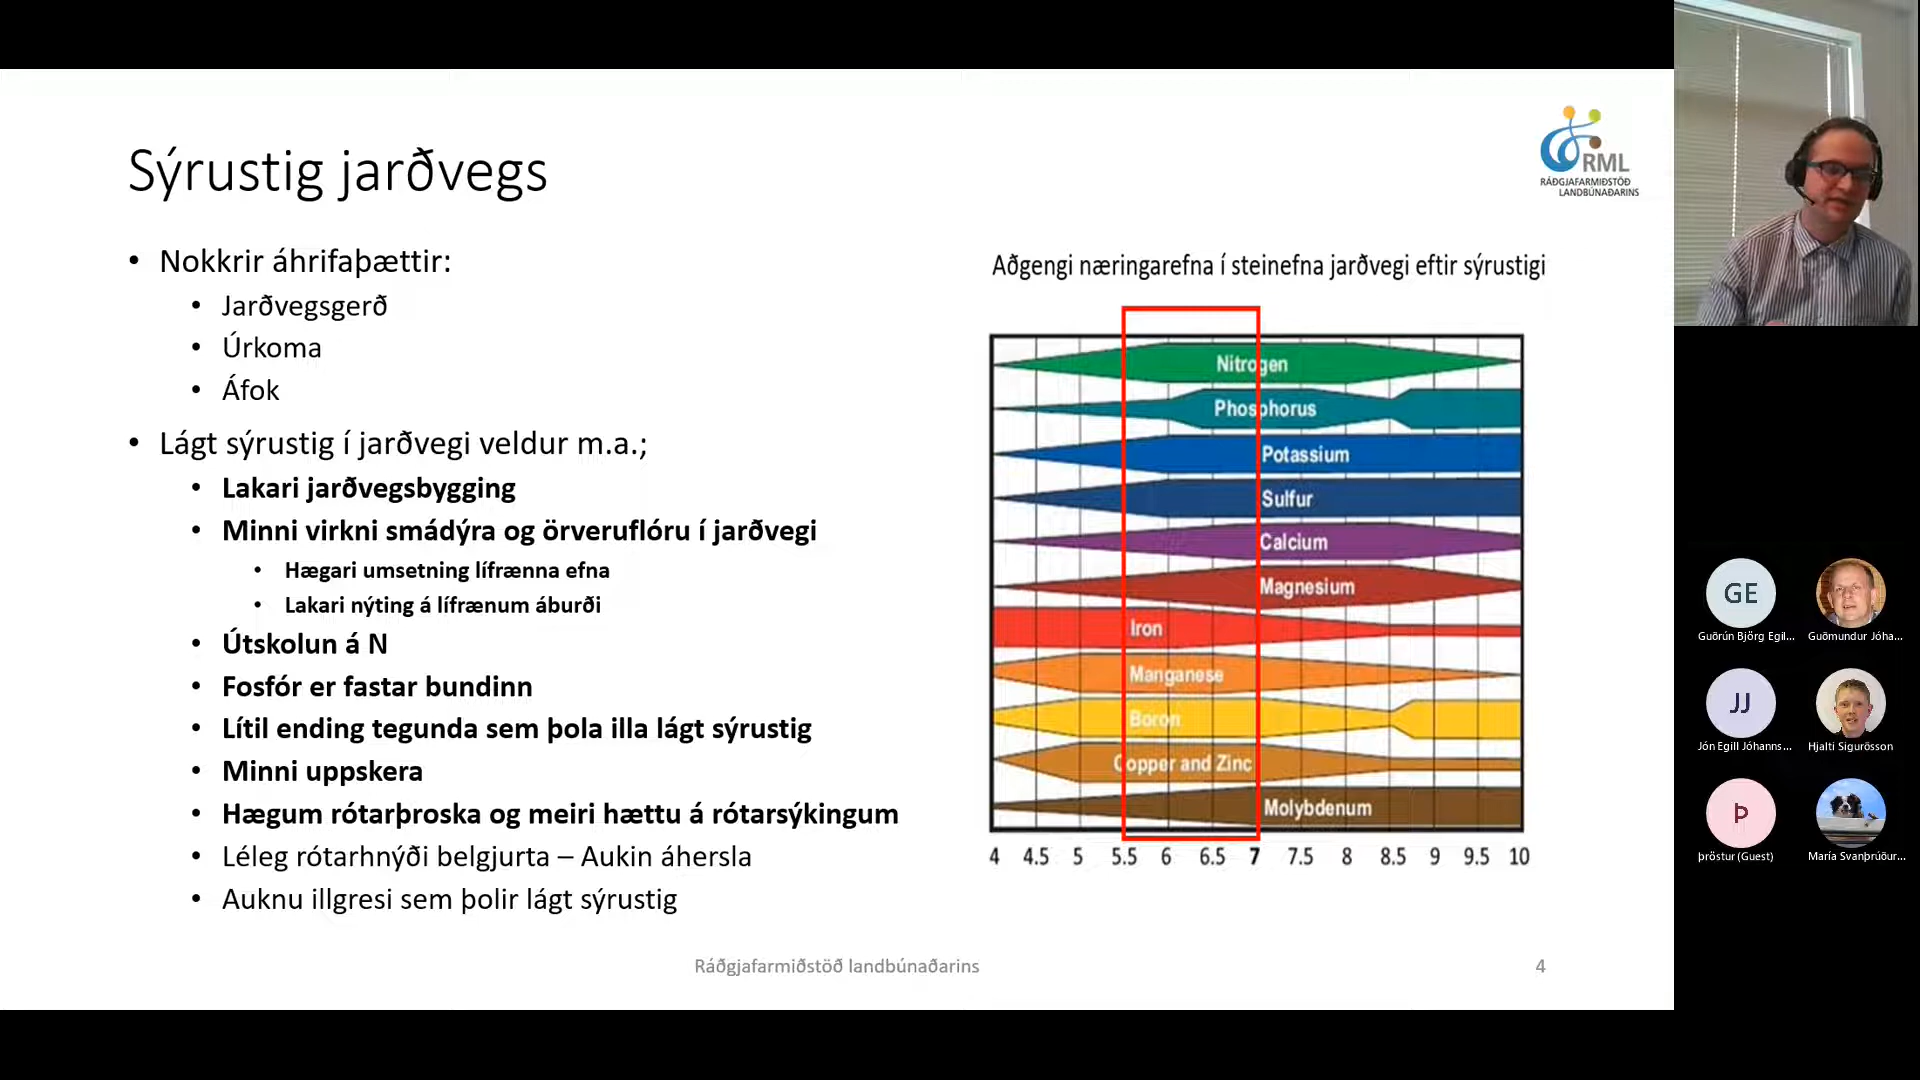 Sýrustig jarðvegs
RML
RÁÐGJAFARMIÐSTÖÐ
LANDBÚNAÐARINS
• Nokkrir áhrifaþættir:
• Jarðvegsgerð
• Úrkoma
• Áfok
• Lágt sýrustig í jarðvegi veldur m.a.;
• Lakari jarðvegsbygging
• Minni virkni smádýra og örveruflóru í jarðvegi
• Hægari umsetning lífrænna efna
• Lakari nýting á lífrænum áburði
• Útskolun á N
• Fosfór er fastar bundinn
• Lítil ending tegunda sem þola illa lágt sýrustig
• Minni uppskera
• Hægum rótarþroska og meiri hættu á rótarsýkingum
• Léleg rótarhnýði belgjurta – Aukin áhersla
• Auknu illgresi sem þolir lágt sýrustig
Aðgengi næringarefna í steinefna jarðvegi eftir sýrustigi
Nitrogen
Phosphorus
Potassium
Sulfur
Calcium
Magnesium
Iron
Manganese
Boron
Copper and Zinc
Molybdenum
4 4.5 5 5.5 6 6.5 7 7.5 8 8.5 9 9.5 10
Ráðgjafarmiðstöð landbúnaðarins
4
GE
Guðrún Björg Egil...
Guðmundur Jóha...
JJ
Jón Egill Jóhanns...
Hjalti Sigurðsson
Þ
Þröstur (Guest)
María Svanþrúður...